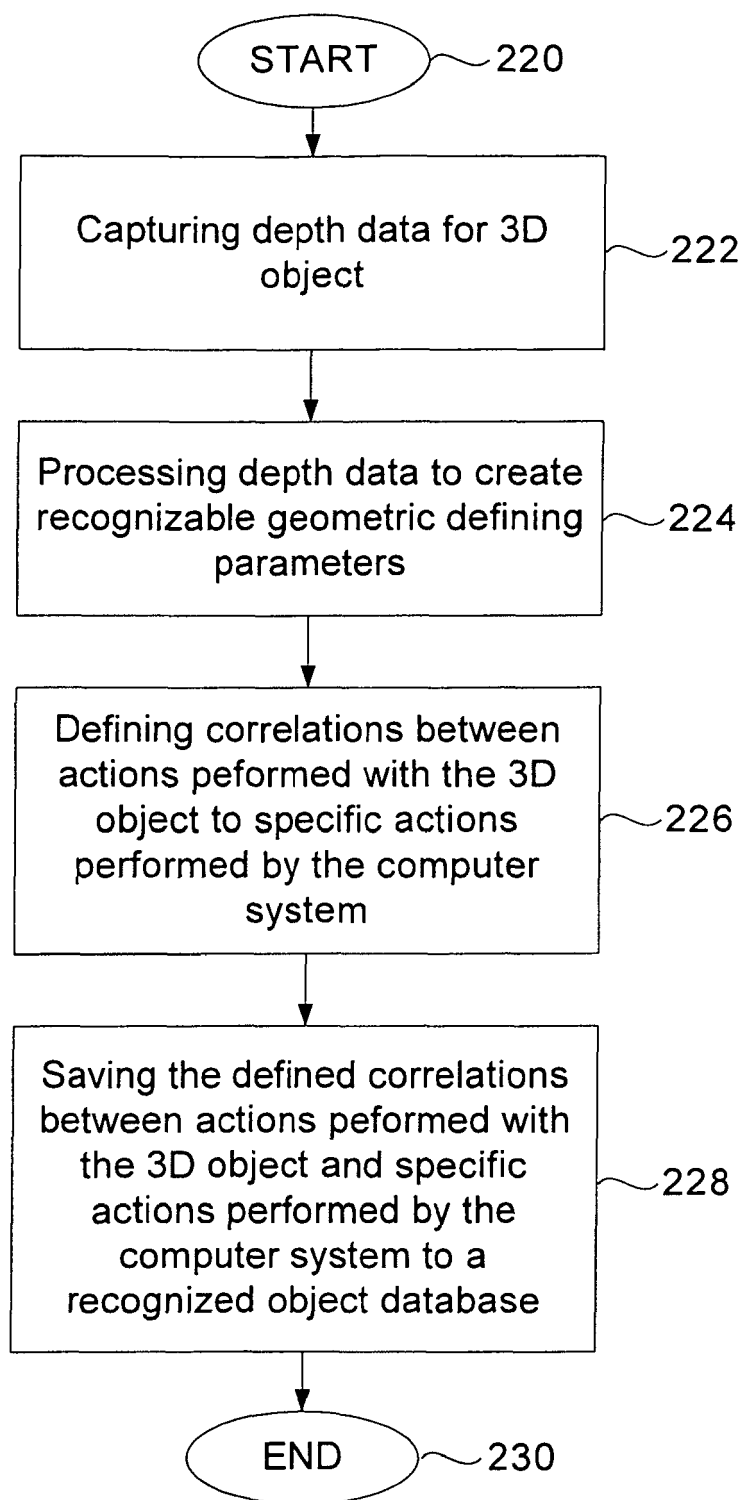 START
220
Capturing depth data for 3D
object
222
Processing depth data to create
recognizable geometric defining
parameters
224
Defining correlations between
actions peformed with the 3D
object to specific actions
performed by the computer
system
226
Saving the defined correlations
between actions peformed with
the 3D object and specific
actions performed by the
computer system to a
recognized object database
228
END
230